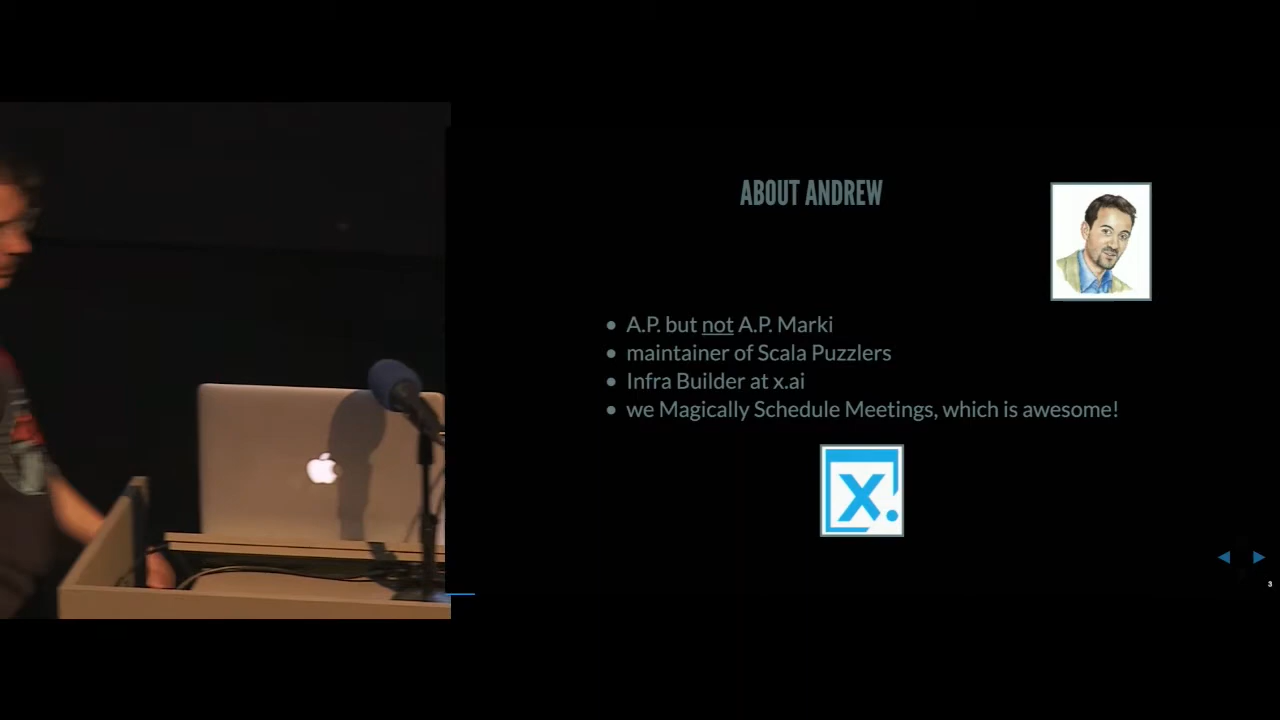 ABOUT ANDREW
A.P. but not A.P. Marki
maintainer of Scala Puzzlers
Infra Builder at x.ai
we Magically Schedule Meetings, which is awesome!
x.
3